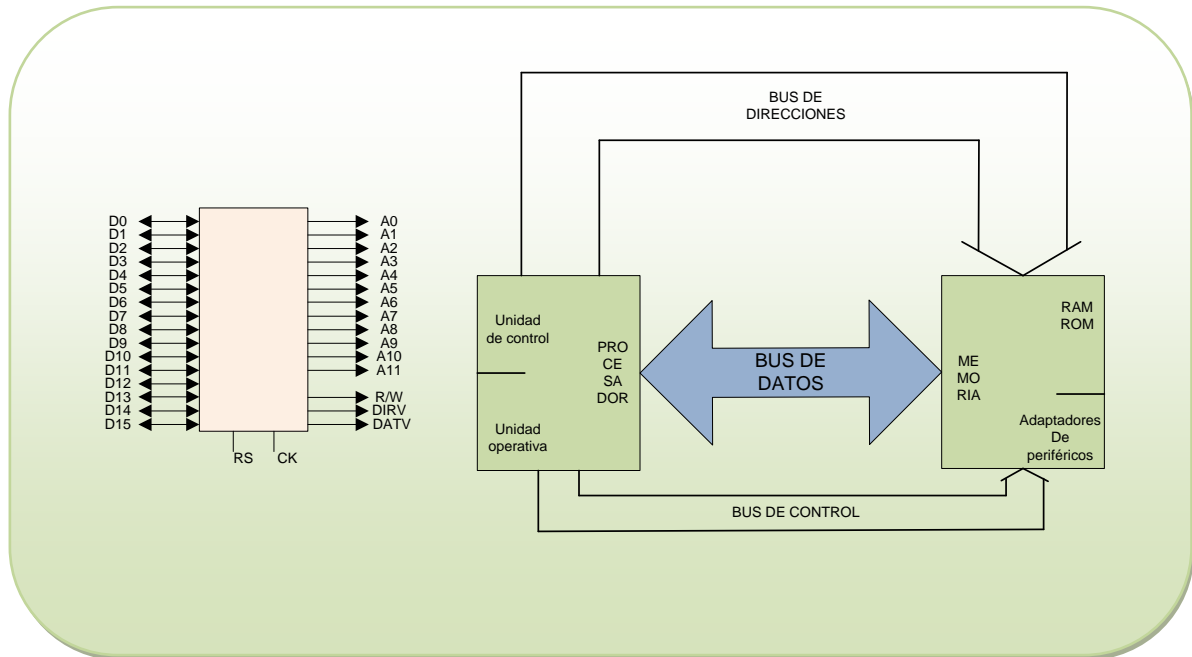 BUS DE
DIRECCIONES
D0
D1
D2
D3
D4
D5
D6
D7
D8
D9
D10
D11
D12
D13
D14
D15
A0
A1
A2
A3
A4
A5
A6
A7
A8
A9
A10
A11
R/W
DIRV
DATV
RS
CK
Unidad
de control
Unidad
operativa
PRO
CE
SA
DOR
BUS DE
DATOS
ME
MO
RIA
RAM
ROM
Adaptadores
De
periféricos
BUS DE CONTROL